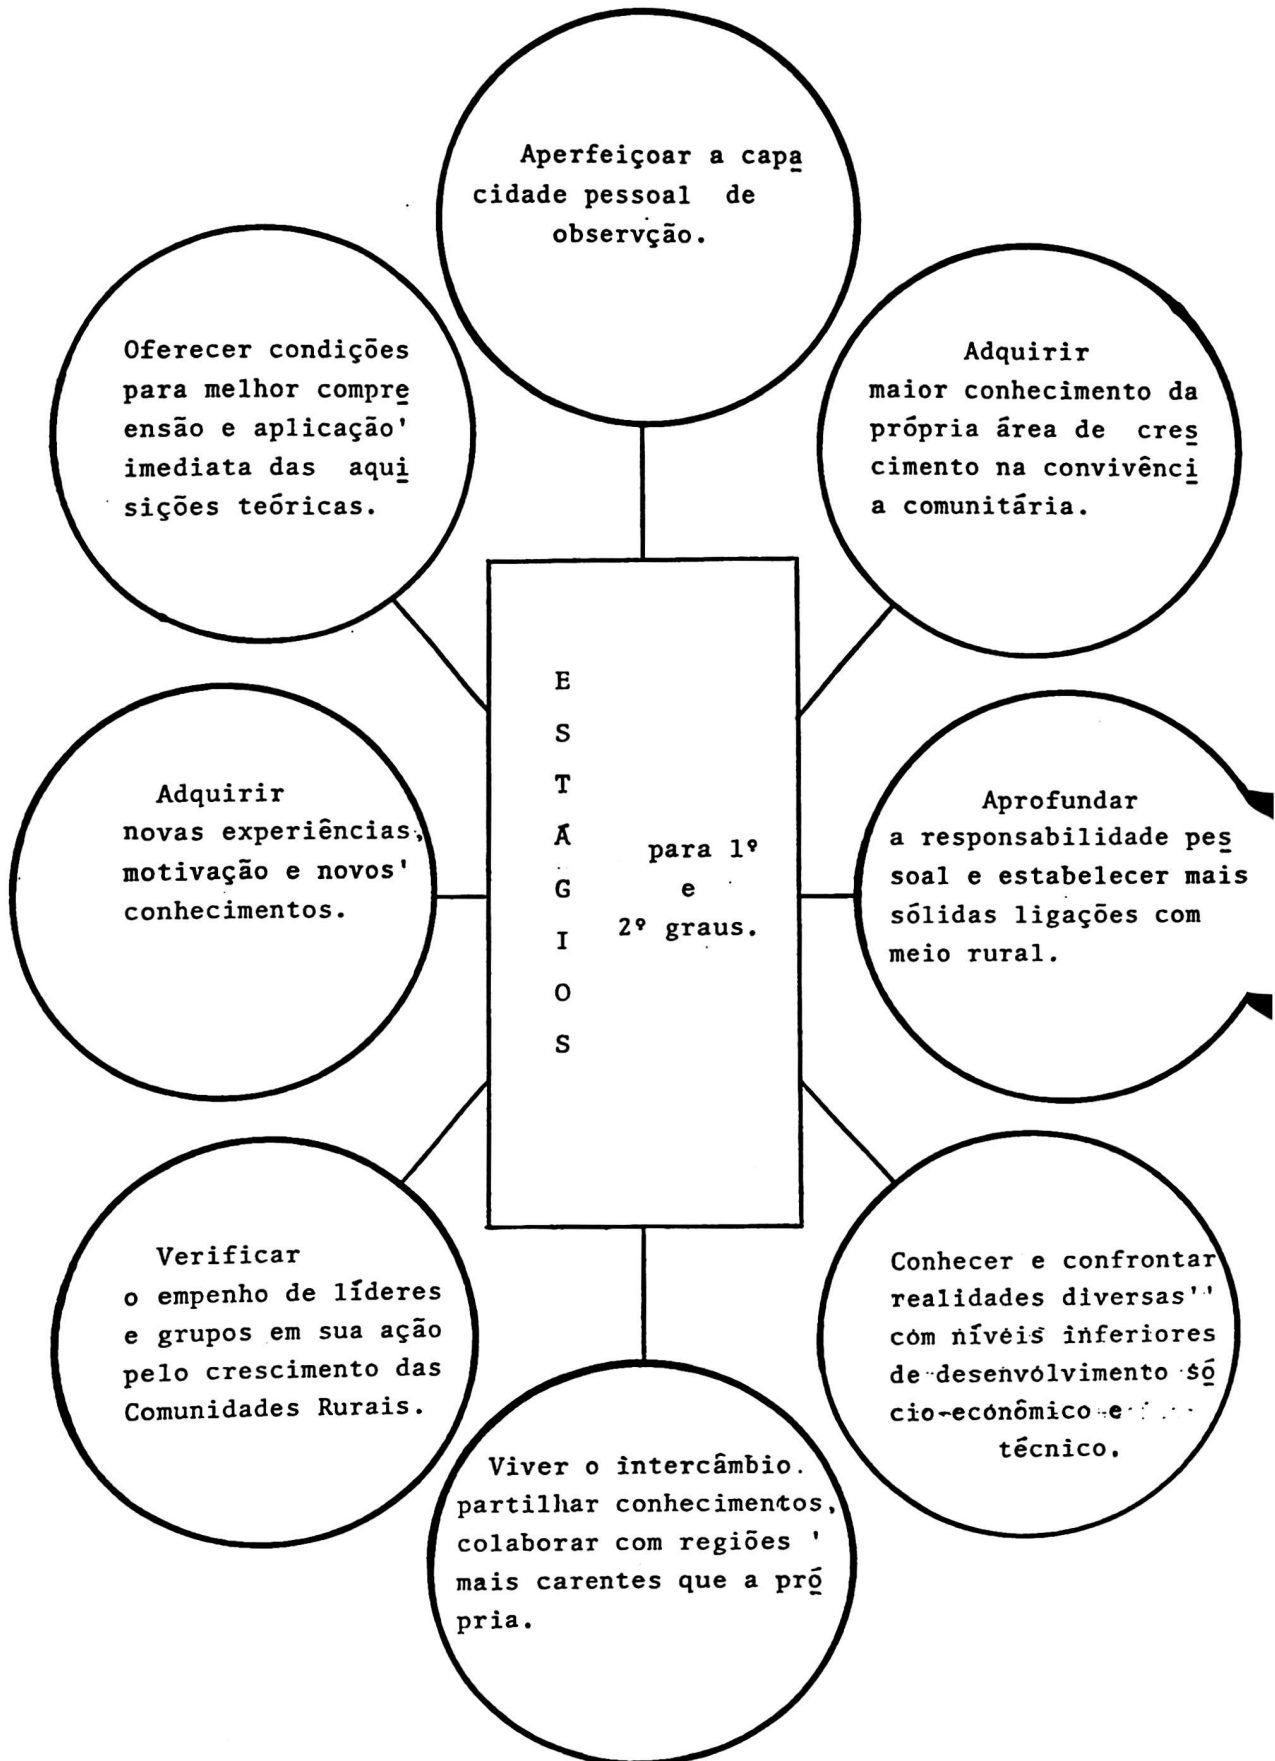 Aperfeiçoar a capa
cidade pessoal de
observção.
Oferecer condições
para melhor compre
ensão e aplicação'
imediata das aqui
sições teóricas.
Adquirir
maior conhecimento da
própria área de cres
cimento na convivênci
a comunitária.
Adquirir
novas experiências,
motivação e novos'
conhecimentos.
ESTÁGIOS
para 1º
e
2º graus.
Aprofundar
a responsabilidade pes
soal e estabelecer mais
sólidas ligações com
meio rural.
Verificar
o empenho de líderes
e grupos em sua ação
pelo crescimento das
Comunidades Rurais.
Conhecer e confrontar
realidades diversas''
com níveis inferiores
de desenvolvimento só
cio-econômico e
técnico.
Viver o intercâmbio.
partilhar conhecimentos,
colaborar com regiões '
mais carentes que a pró
pria.